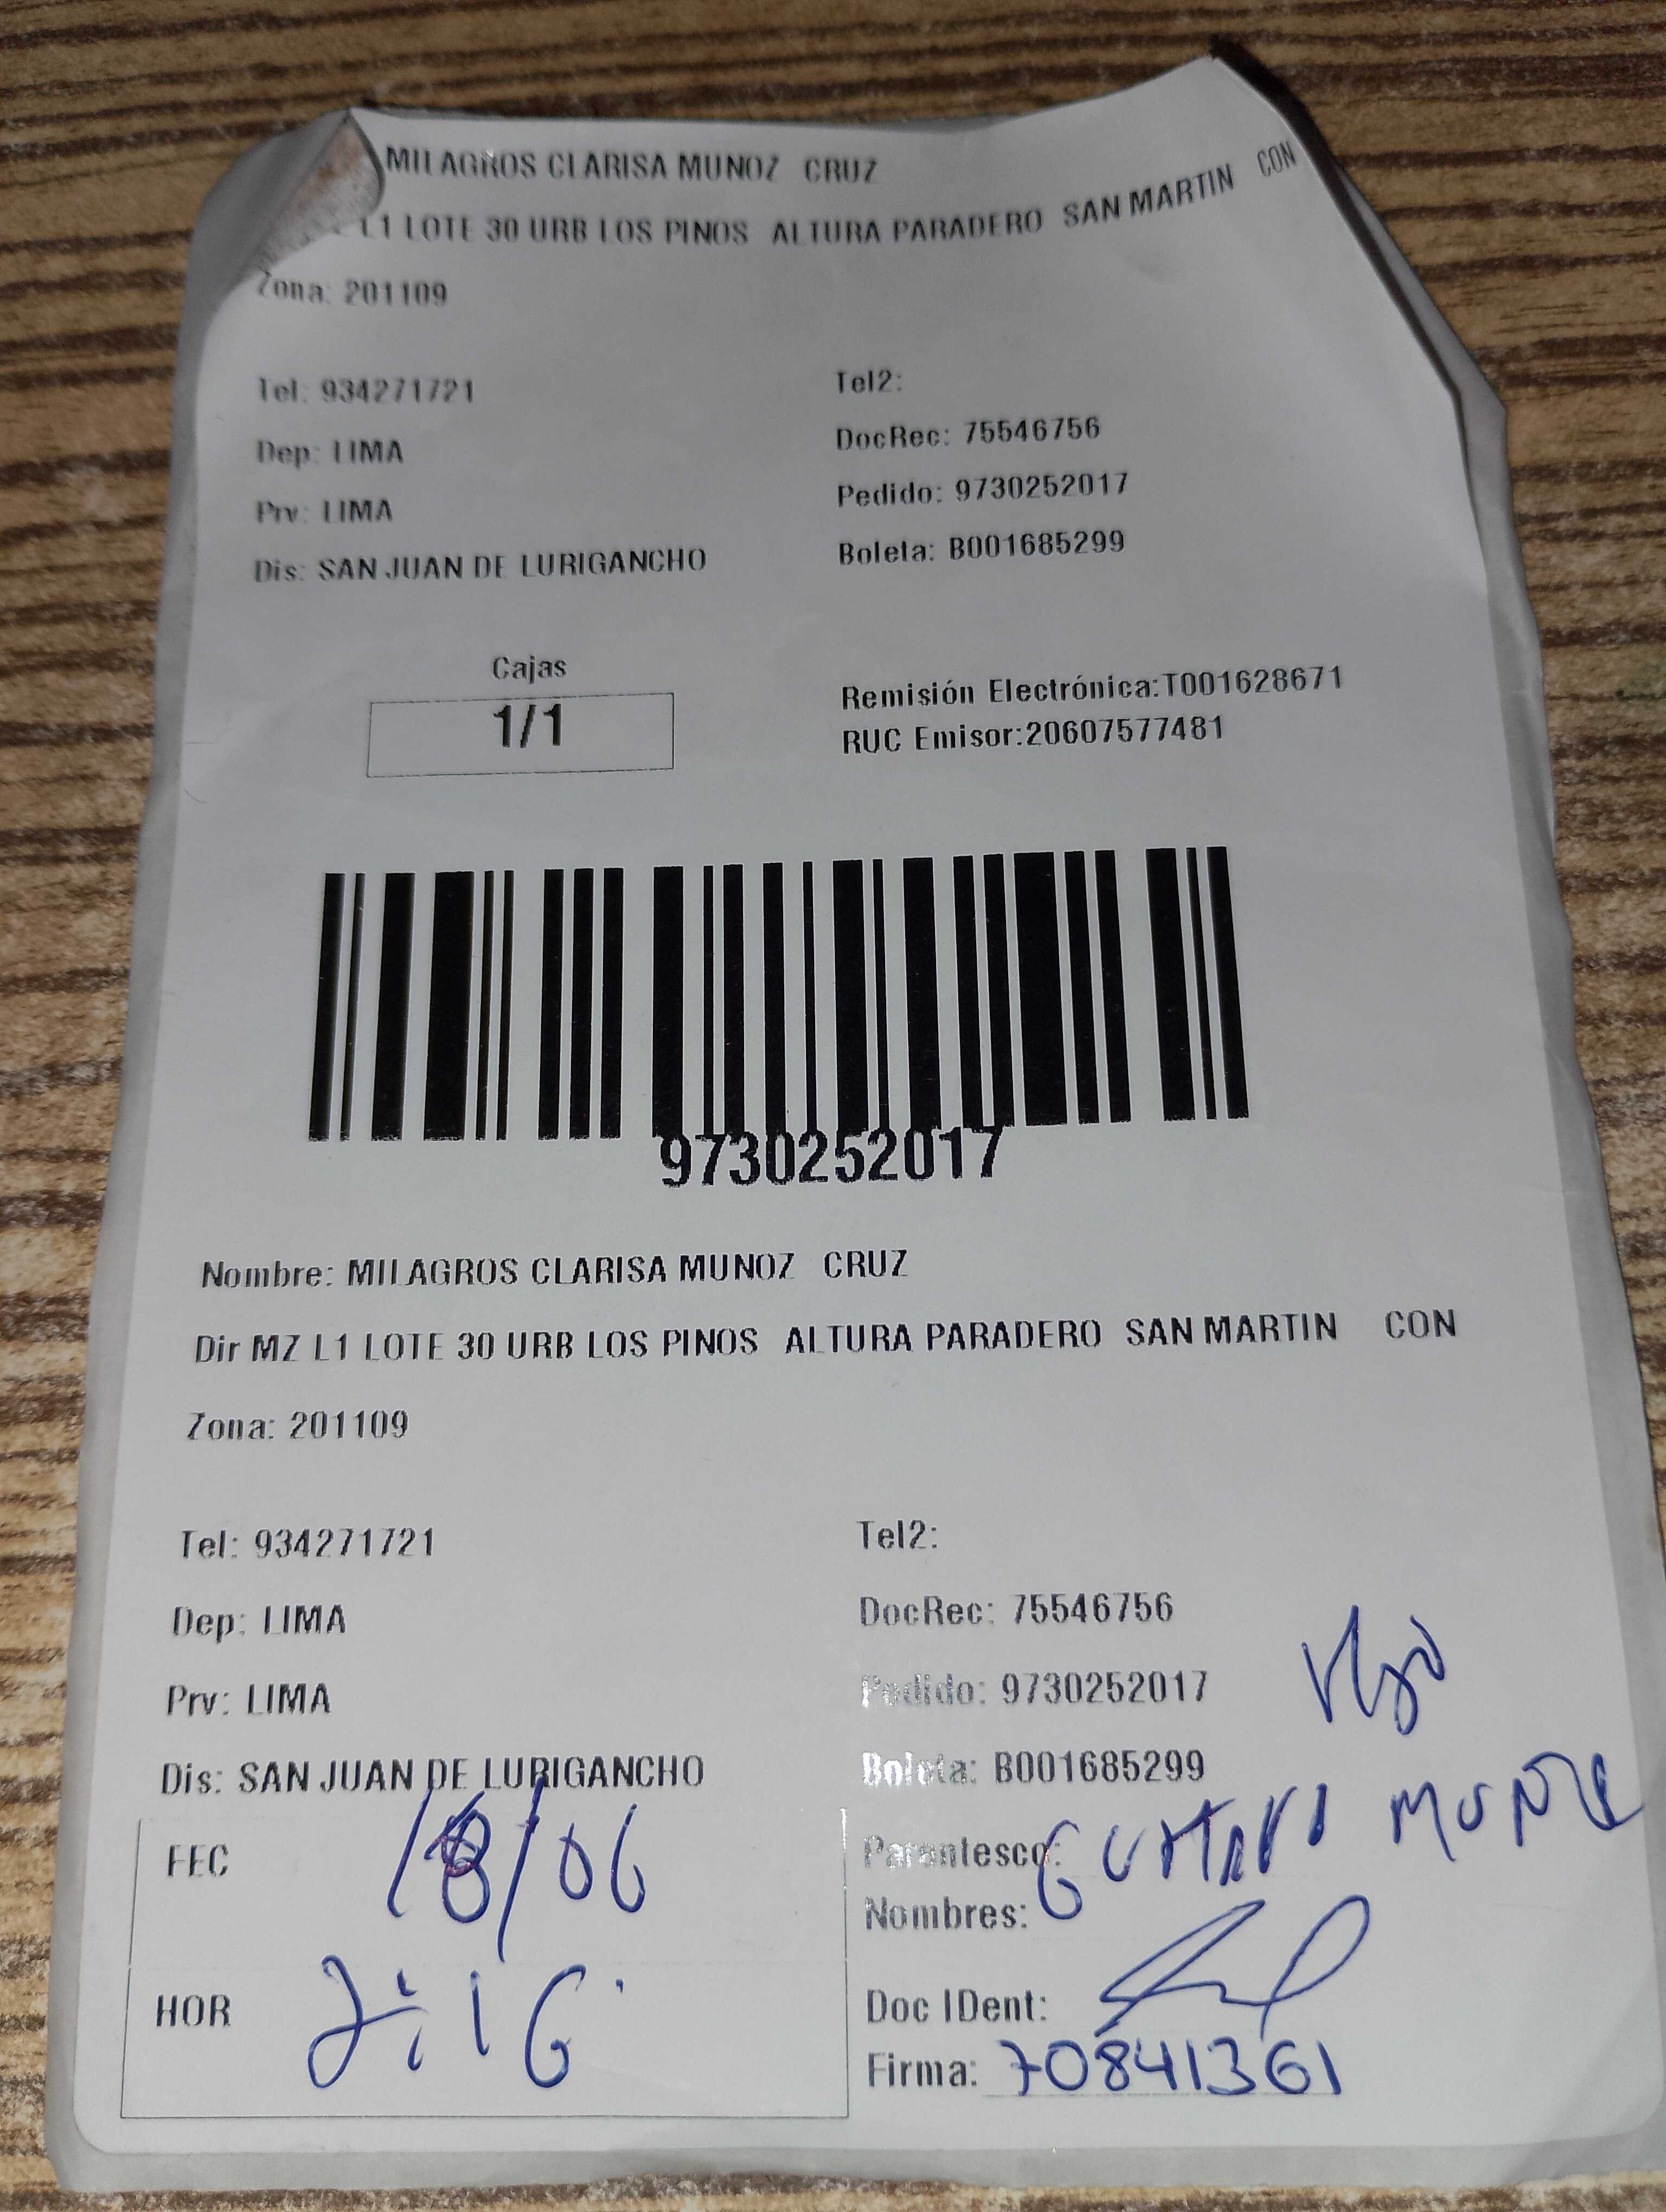 MILAGROS CLARISA MUNOZ CRUZ
L1 LOTE 30 URB LOS PINOS ALTURA PARADERO SAN MARTIN CON
Zona: 201109
Tel: 934271721 Tel2:
Dep: LIMA DocRec: 75546756
Prv: LIMA Pedido: 9730252017
Dis: SAN JUAN DE LURIGANCHO Boleta: B001685299
Cajas
1/1
Remisión Electrónica:T001628671
RUC Emisor:20607577481
9730252017
Nombre: MILAGROS CLARISA MUNOZ CRUZ
Dir MZ L1 LOTE 30 URB LOS PINOS ALTURA PARADERO SAN MARTIN CON
Zona: 201109
Tel: 934271721 Tel2:
Dep: LIMA DocRec: 75546756
Prv: LIMA Pedido: 9730252017
Dis: SAN JUAN DE LURIGANCHO Boleta: B001685299
FEC 18/06 Parentesco:
Nombres: GUSTAVO MUÑOZ
HOR Doc IDent:
Firma: 70841361